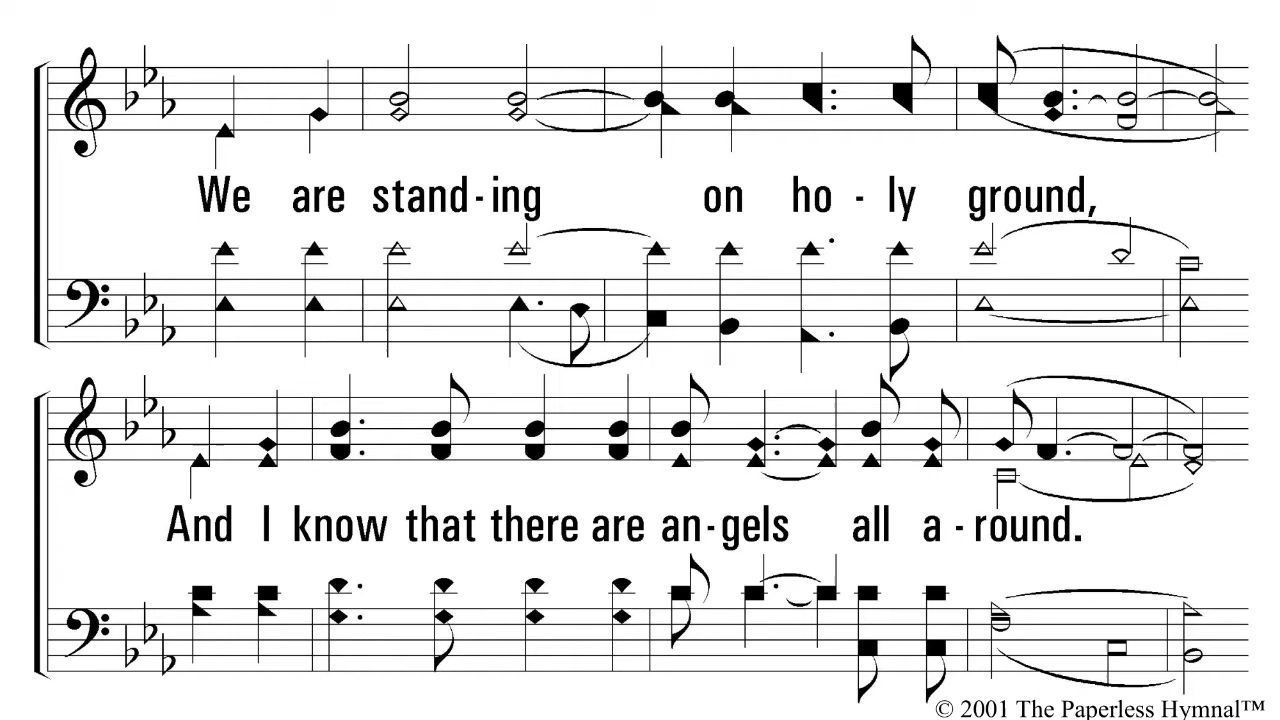 We are stand-ing on ho - ly ground,
And I know that there are an-gels all a - round.
© 2001 The Paperless Hymnal™